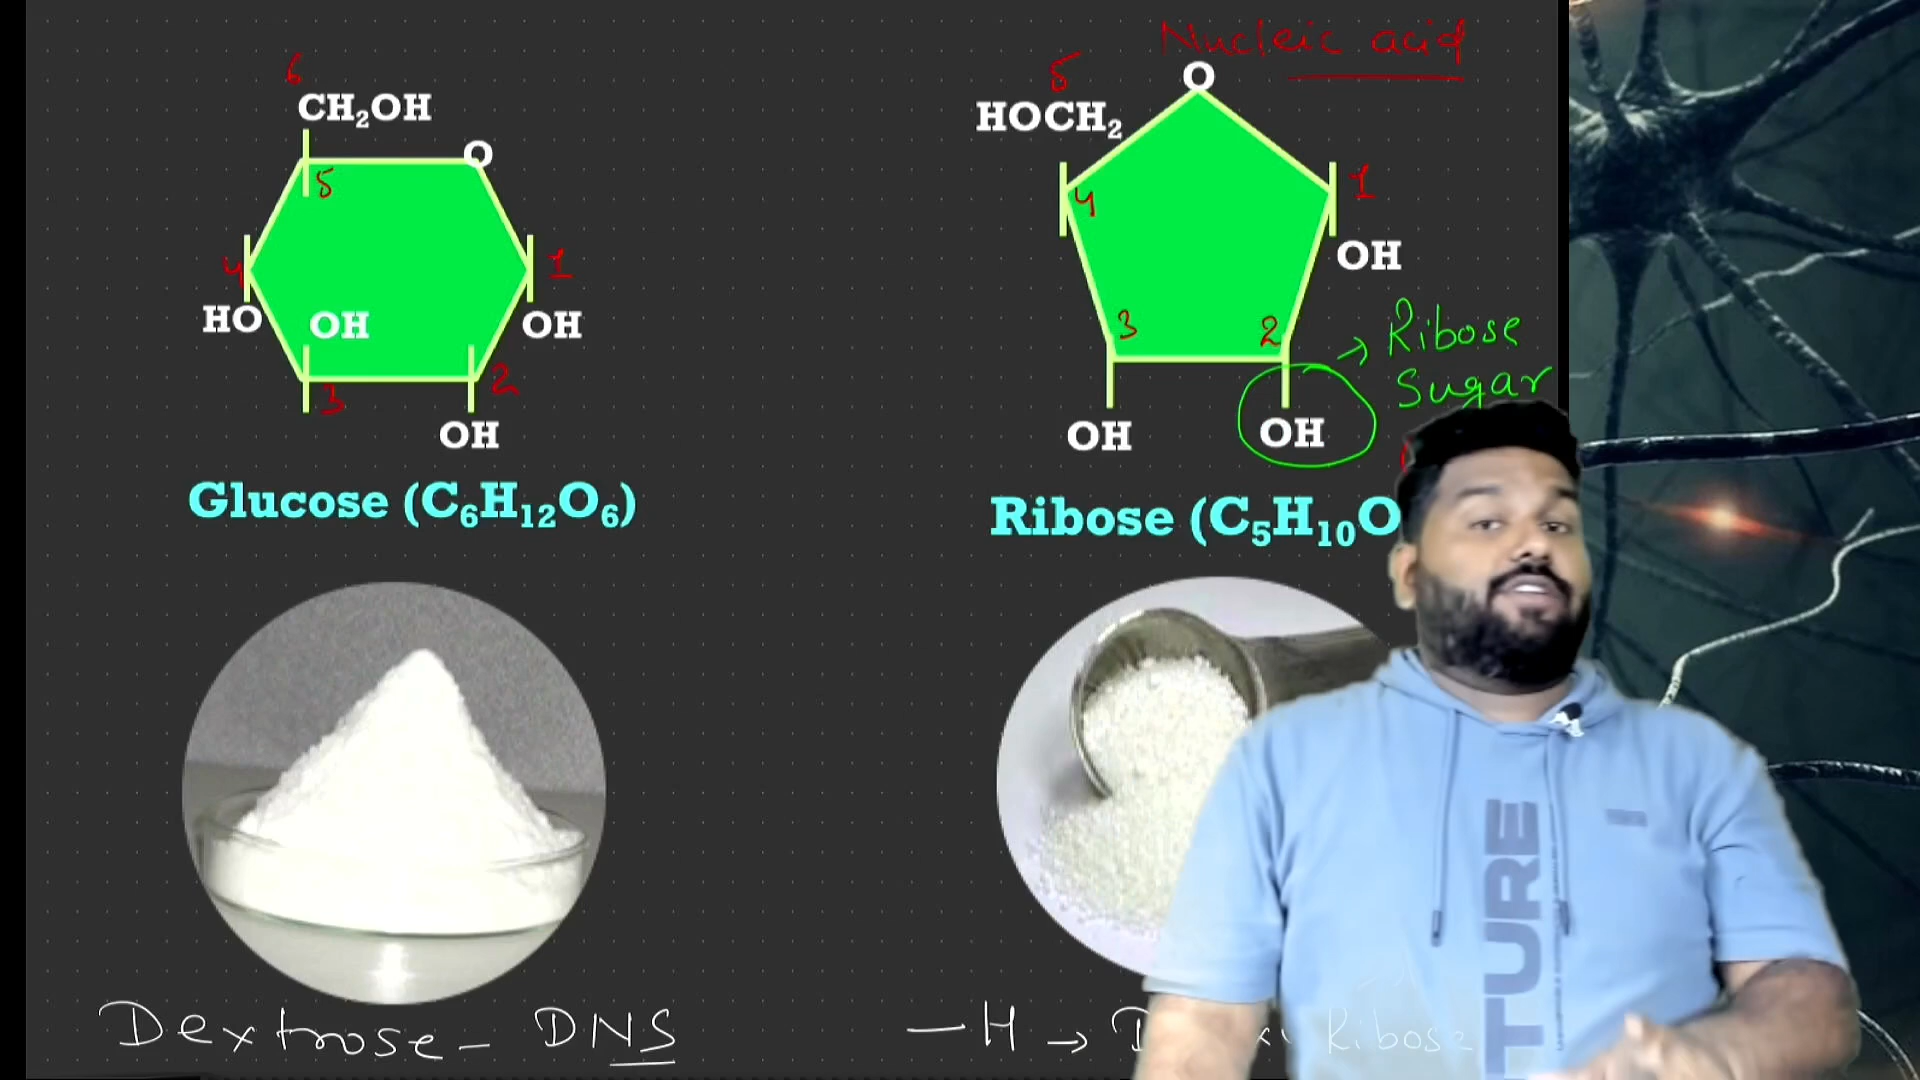 Nucleic acid
6
CH₂OH
O
5
4
1
HO
OH
OH
3
2
OH
Glucose (C₆H₁₂O₆)
Dextrose - DNS
5
HOCH₂
O
4
1
OH
3
2
→ Ribose
Sugar
OH
OH
Ribose (C₅H₁₀O
-H →
Ribose
TURE